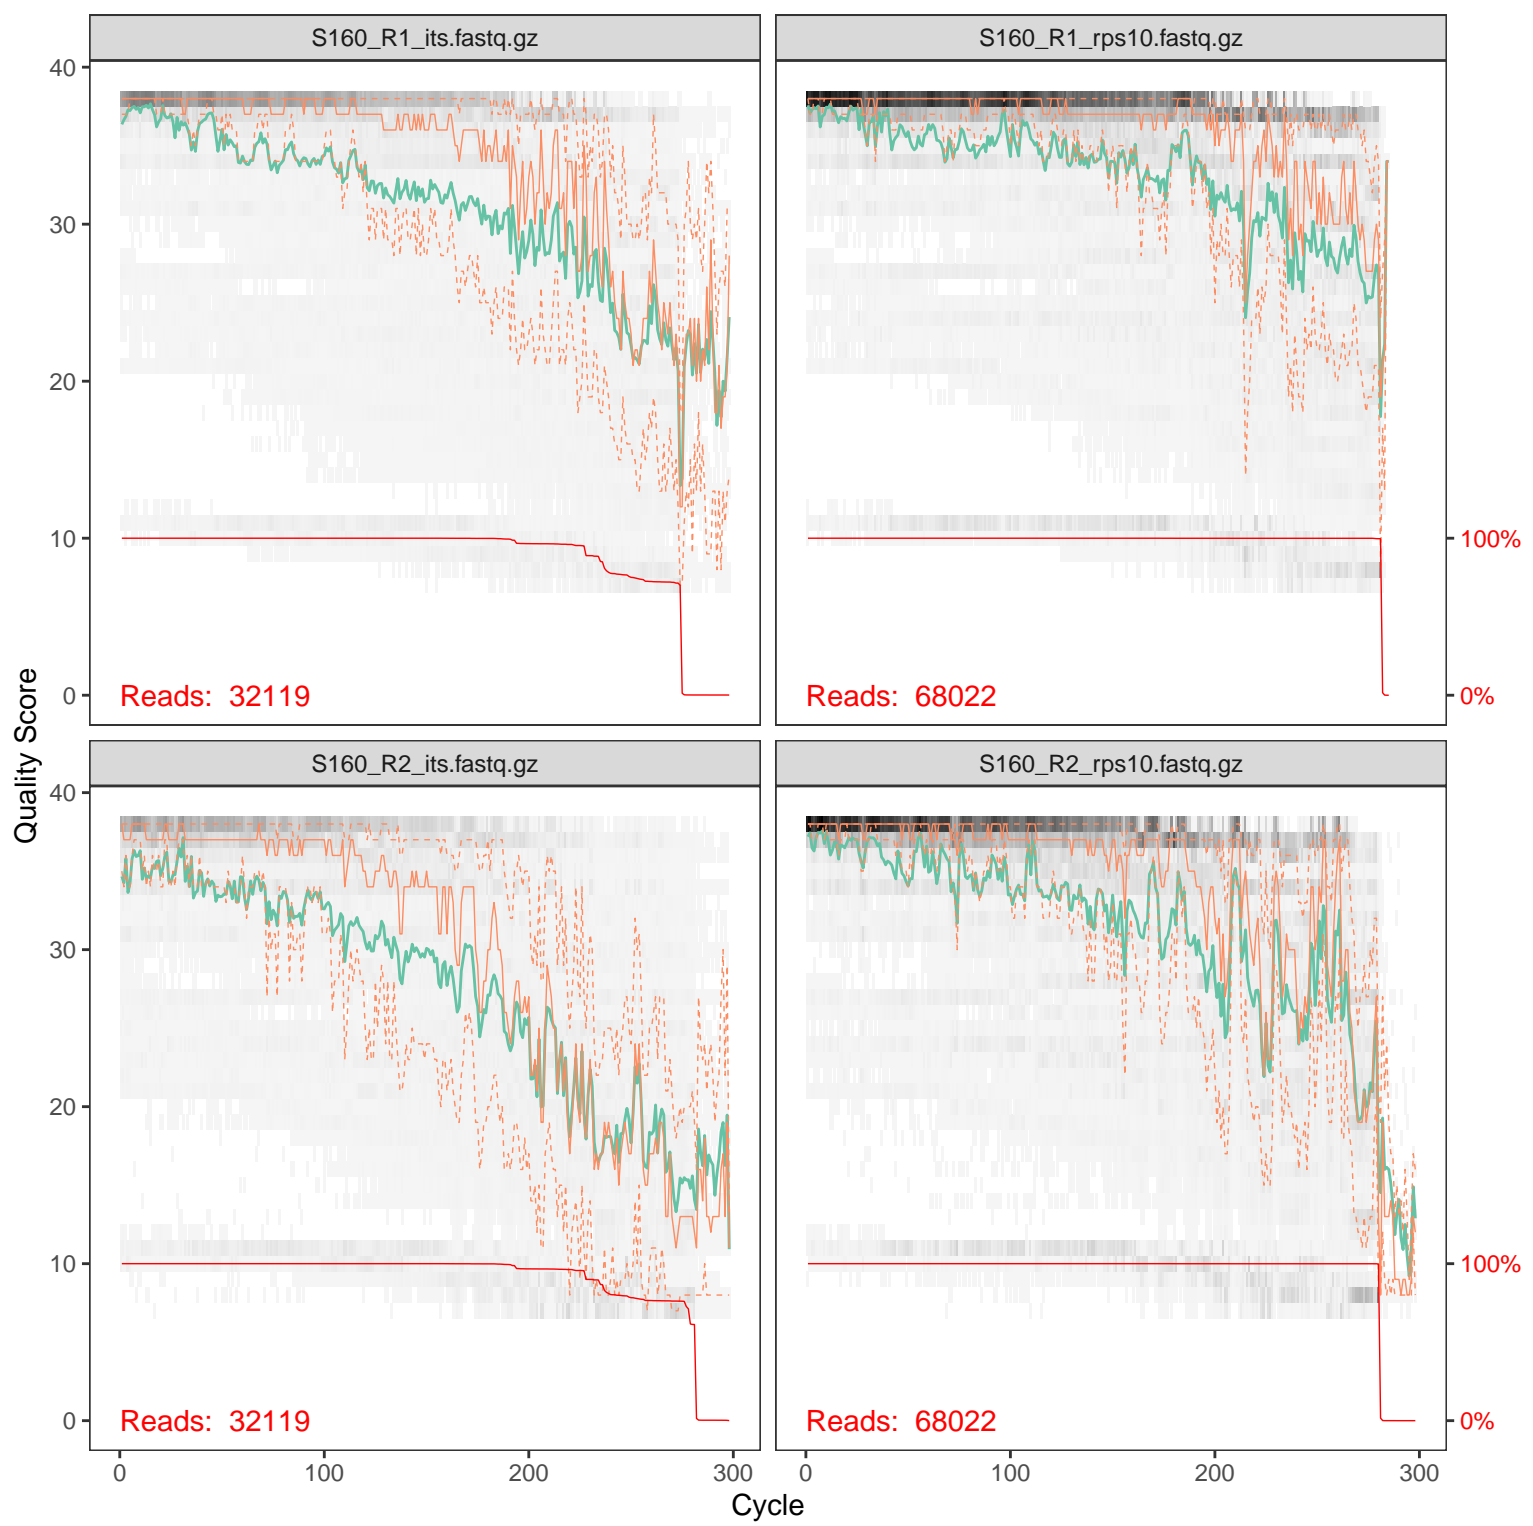 S160_R1_its.fastq.gz
S160_R1_rps10.fastq.gz
40
30
20
10
0
100%
0%
Reads: 32119
Reads: 68022
Quality Score
S160_R2_its.fastq.gz
S160_R2_rps10.fastq.gz
40
30
20
10
0
100%
0%
Reads: 32119
Reads: 68022
0
100
200
300
0
100
200
300
Cycle